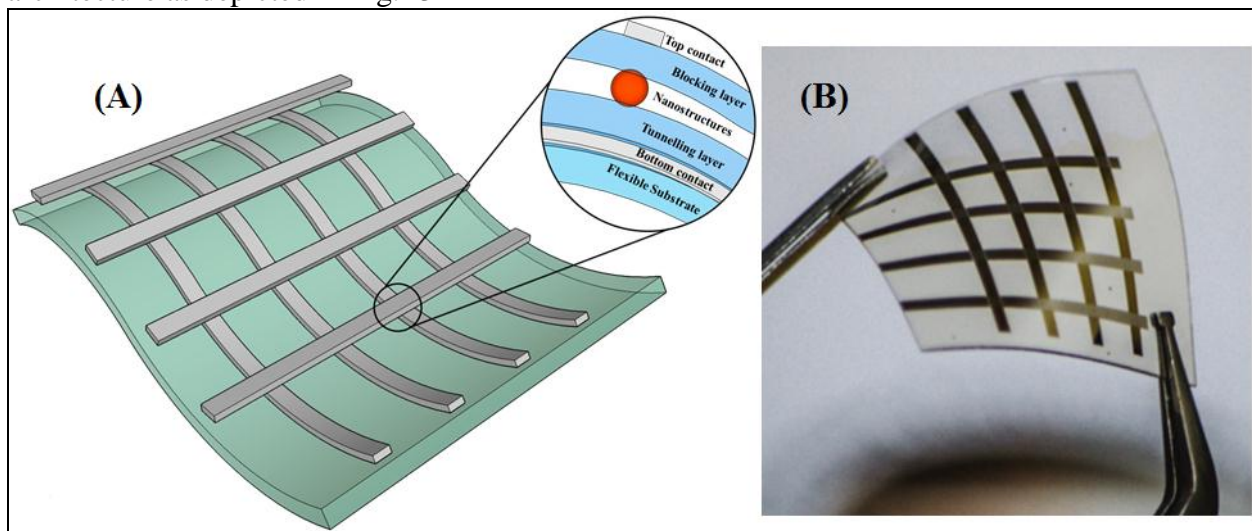 (A)
Top contact
Blocking layer
Nanostructures
Tunnelling layer
Bottom contact
Flexible Substrate
(B)